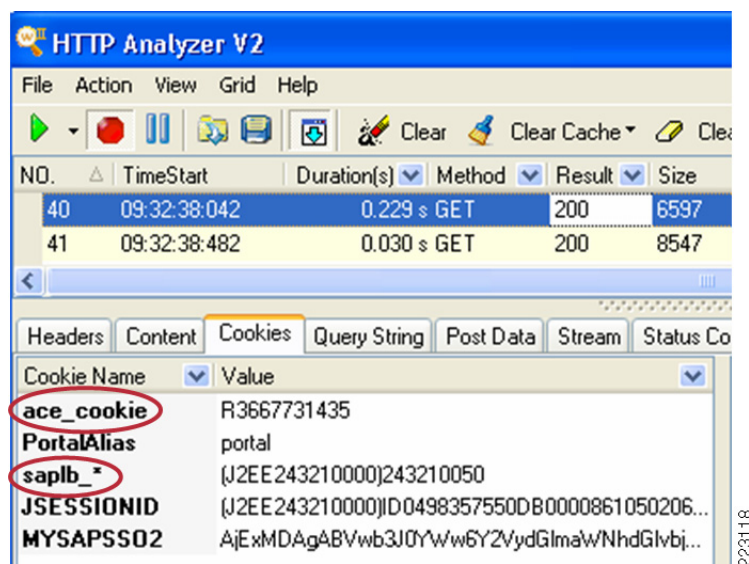 HTTP Analyzer V2
File Action View Grid Help
Clear Clear Cache Clea
NO. TimeStart Duration(s) Method Result Size
40 09:32:38:042 0.229 s GET 200 6597
41 09:32:38:482 0.030 s GET 200 8547
Headers Content Cookies Query String Post Data Stream Status Co
Cookie Name Value
ace_cookie R3667731435
PortalAlias portal
saplb_* (J2EE243210000)243210050
JSESSIONID (J2EE243210000)ID0498357550DB0000861050206...
MYSAPSSO2 AjExMDAgABVwb3J0YWw6Y2VydGlmaWNhdGlvbj...
223118